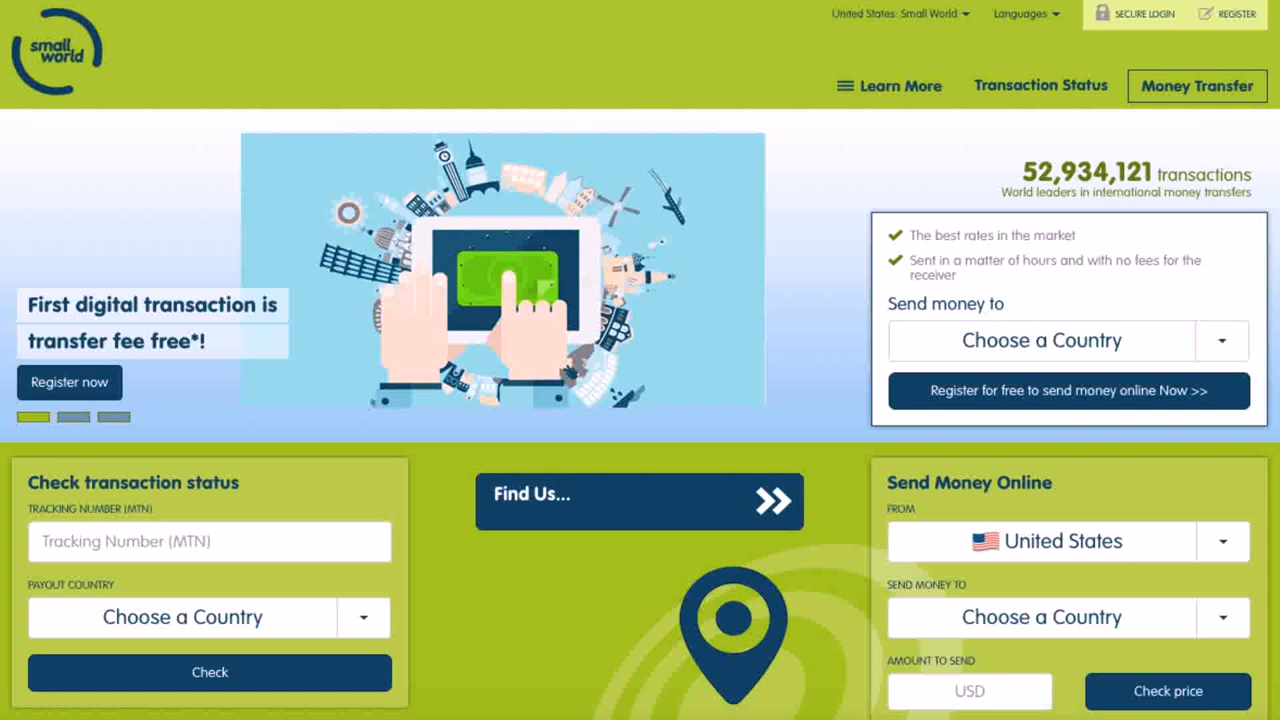 small
world
United States: Small World
Languages
SECURE LOGIN
REGISTER
Learn More
Transaction Status
Money Transfer
First digital transaction is
transfer fee free*!
Register now
52,934,121 transactions
World leaders in international money transfers
The best rates in the market
Sent in a matter of hours and with no fees for the
receiver
Send money to
Choose a Country
Register for free to send money online Now >>
Check transaction status
TRACKING NUMBER (MTN)
Tracking Number (MTN)
PAYOUT COUNTRY
Choose a Country
Check
Find Us...
Send Money Online
FROM
United States
SEND MONEY TO
Choose a Country
AMOUNT TO SEND
USD
Check price